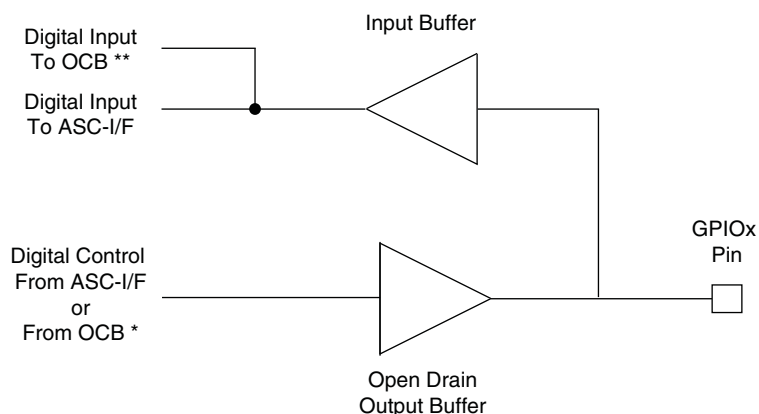 Input Buffer
Digital Input
To OCB **
Digital Input
To ASC-I/F
GPIOx
Pin
Digital Control
From ASC-I/F
or
From OCB *
Open Drain
Output Buffer